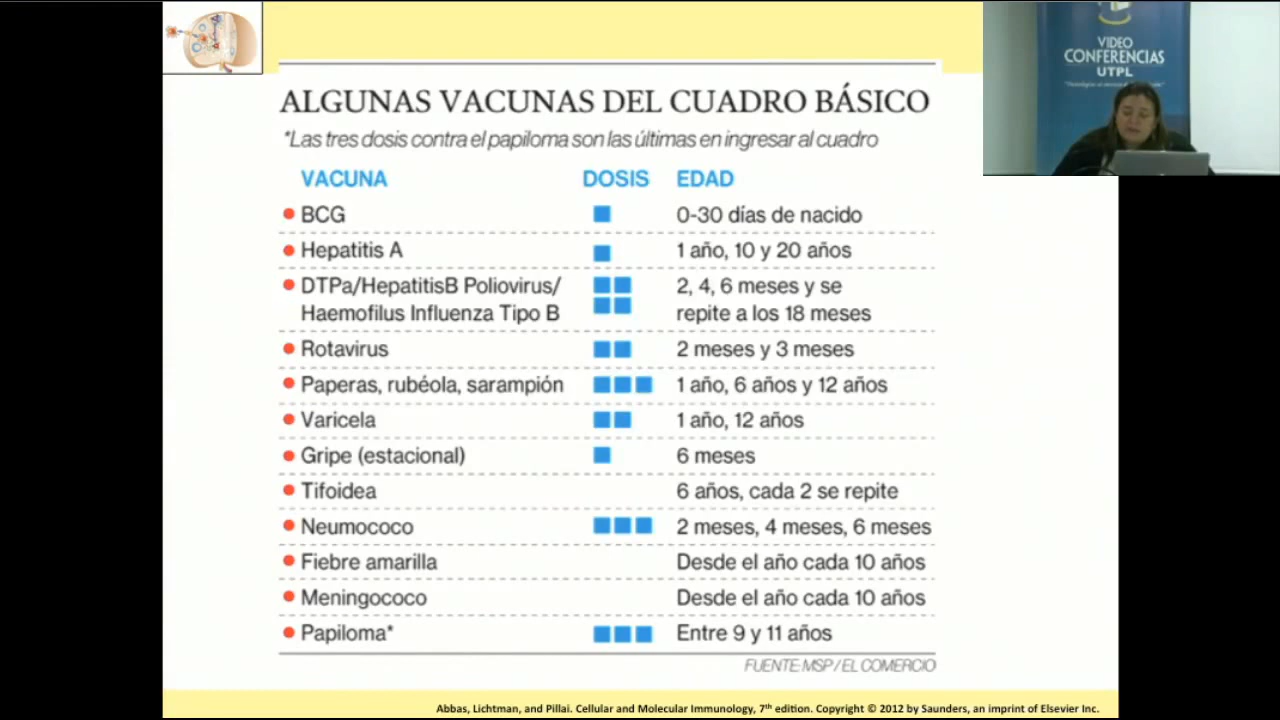 VIDEO
CONFERENCIAS
UTPL
ALGUNAS VACUNAS DEL CUADRO BÁSICO
*Las tres dosis contra el papiloma son las últimas en ingresar al cuadro
VACUNA DOSIS EDAD
BCG 0-30 días de nacido
Hepatitis A 1 año, 10 y 20 años
DTPa/HepatitisB Poliovirus/ 2, 4, 6 meses y se
Haemofilus Influenza Tipo B repite a los 18 meses
Rotavirus 2 meses y 3 meses
Paperas, rubéola, sarampión 1 año, 6 años y 12 años
Varicela 1 año, 12 años
Gripe (estacional) 6 meses
Tifoidea 6 años, cada 2 se repite
Neumococo 2 meses, 4 meses, 6 meses
Fiebre amarilla Desde el año cada 10 años
Meningococo Desde el año cada 10 años
Papiloma* Entre 9 y 11 años
FUENTE: MSP / EL COMERCIO
Abbas, Lichtman, and Pillai. Cellular and Molecular Immunology, 7th edition. Copyright © 2012 by Saunders, an imprint of Elsevier Inc.